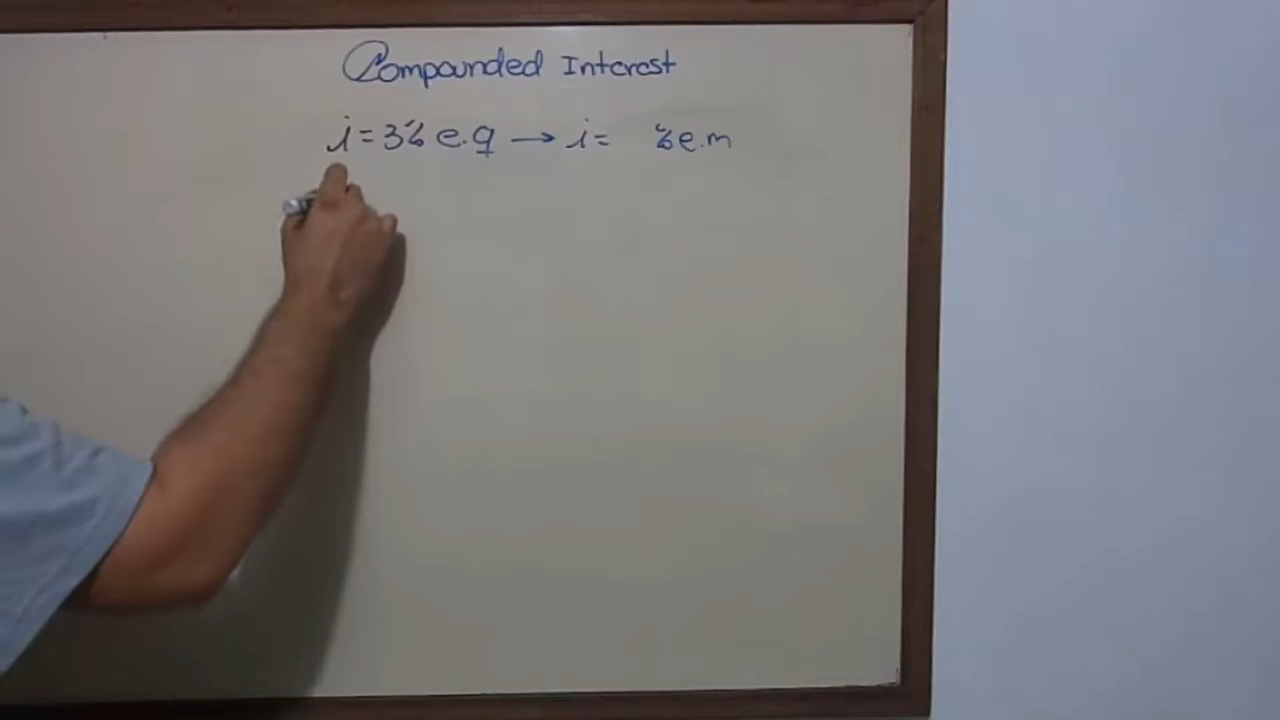 Compounded Interest
i = 3% e.q → i = % e.m